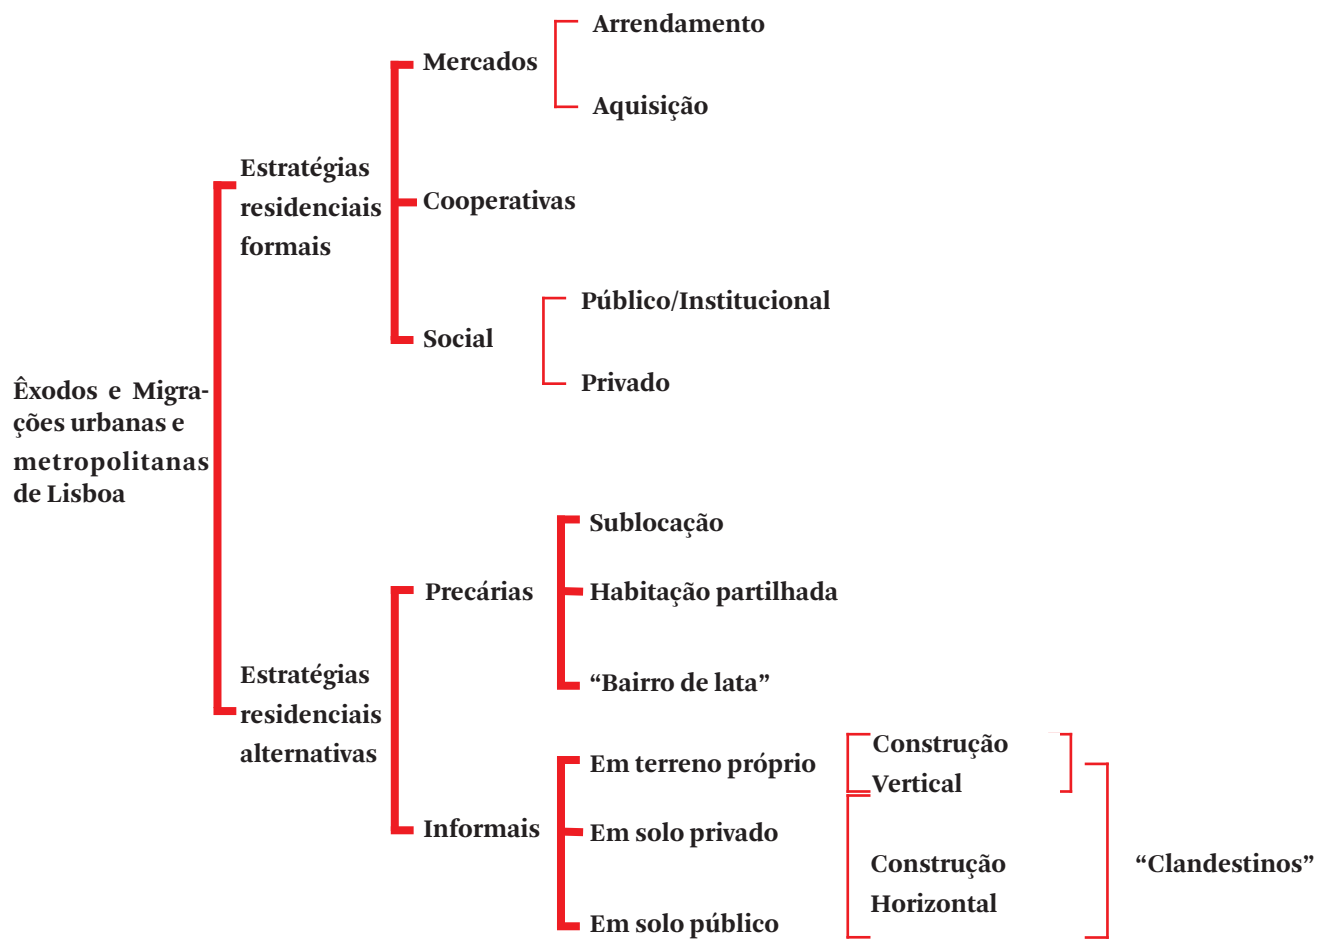 Arrendamento
Mercados
Aquisição
Estratégias
residenciais
formais
Cooperativas
Público/Institucional
Social
Privado
Êxodos e Migra-
ções urbanas e
metropolitanas
de Lisboa
Sublocação
Precárias
Habitação partilhada
“Bairro de lata”
Estratégias
residenciais
alternativas
Em terreno próprio
Construção
Vertical
Informais
Em solo privado
Construção
Horizontal
“Clandestinos”
Em solo público